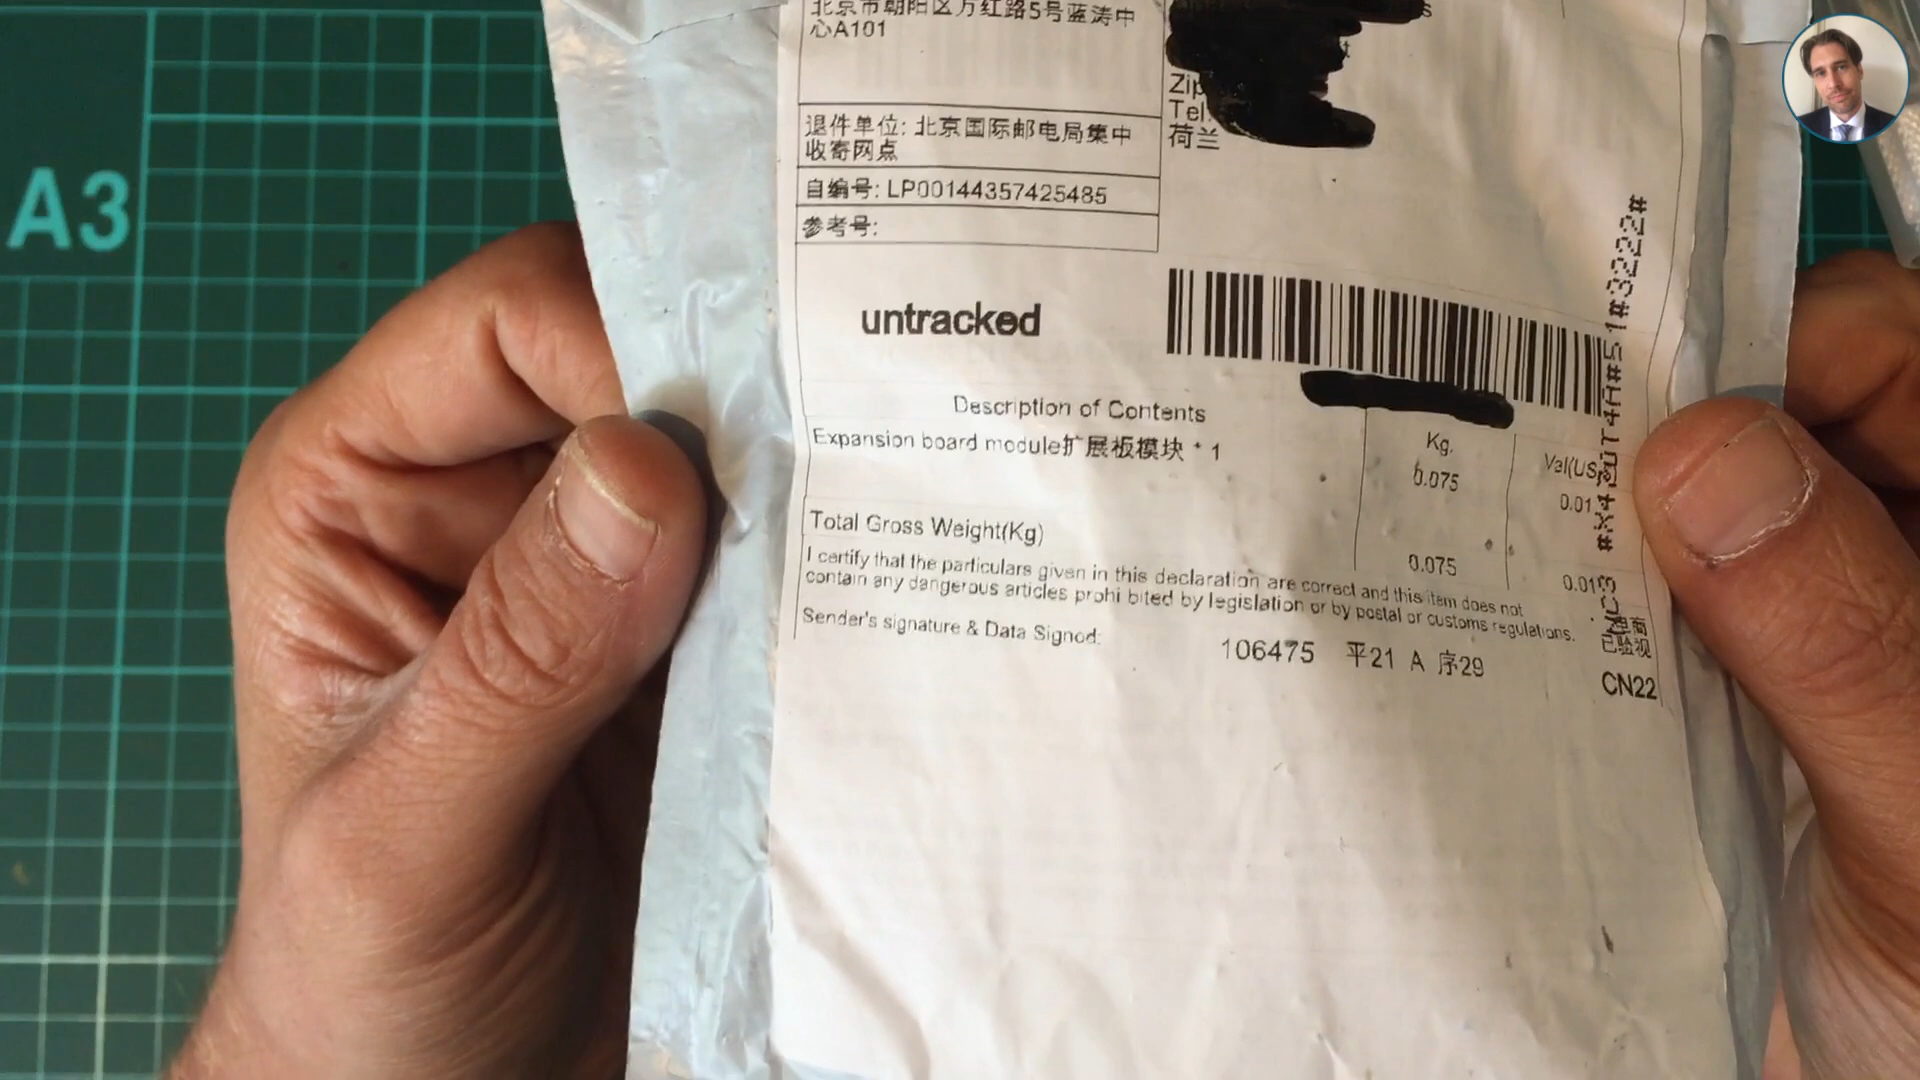 A3
北京市朝阳区万红路5号蓝涛中
心A101
退件单位: 北京国际邮电局集中
收寄网点
自编号: LP00144357425485
参考号:
s
t
Zip
Tel:
荷兰
untracked
Description of Contents
Kg.
Val(US
Expansion board module扩展板模块 * 1
0.075
0.01
Total Gross Weight(Kg)
0.075
0.01
I certify that the particulars given in this declaration are correct and this item does not
contain any dangerous articles prohi bited by legislation or by postal or customs regulations.
Sender's signature & Data Signed:
106475 平21 A 序29
已验视
CN22